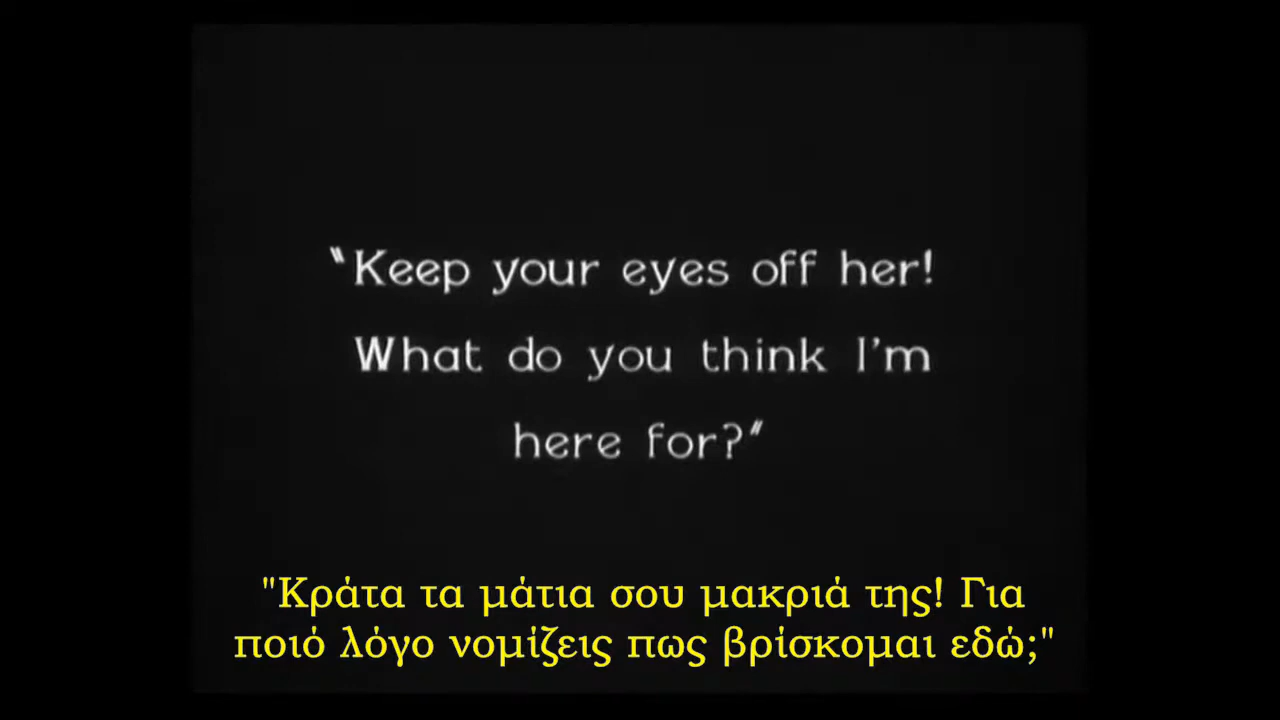 “Keep your eyes off her!
What do you think I’m
here for?”
"Κράτα τα μάτια σου μακριά της! Για
ποιό λόγο νομίζεις πως βρίσκομαι εδώ;"